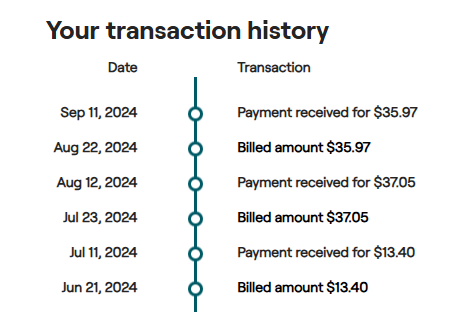 Your transaction history
Date Transaction
Sep 11, 2024 Payment received for $35.97
Aug 22, 2024 Billed amount $35.97
Aug 12, 2024 Payment received for $37.05
Jul 23, 2024 Billed amount $37.05
Jul 11, 2024 Payment received for $13.40
Jun 21, 2024 Billed amount $13.40